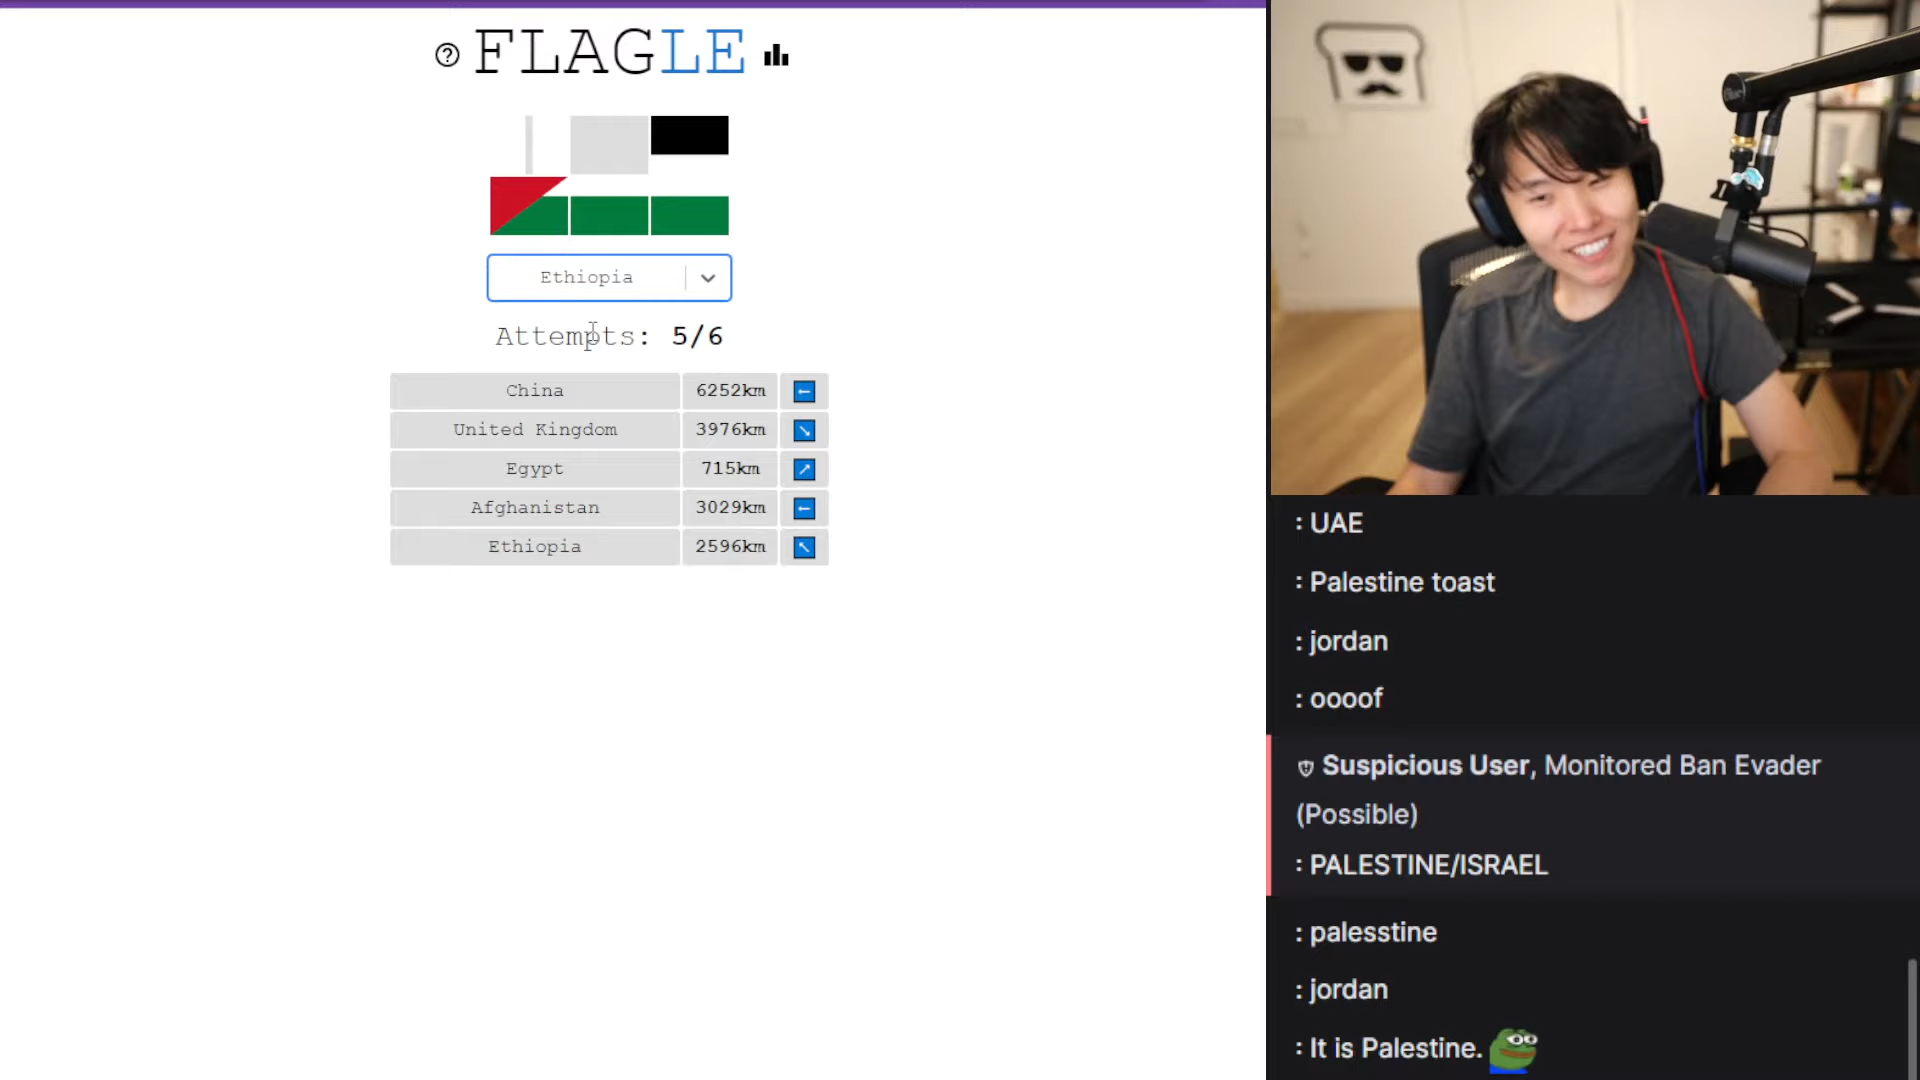 FLAGLE
Ethiopia
Attempts: 5/6
China 6252km
United Kingdom 3976km
Egypt 715km
Afghanistan 3029km
Ethiopia 2596km
: UAE
: Palestine toast
: jordan
: oooof
Suspicious User, Monitored Ban Evader
(Possible)
: PALESTINE/ISRAEL
: palesstine
: jordan
: It is Palestine.